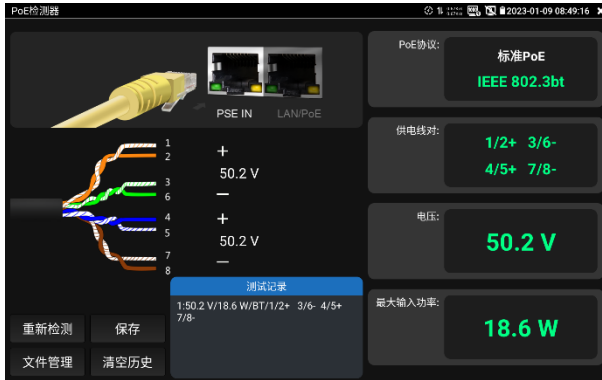 PoE检测器
2023-01-09 08:49:16
PSE IN
LAN/PoE
1
2
3
6
4
5
7
8
+
50.2 V
—
+
50.2 V
—
测试记录
1:50.2 V/18.6 W/BT/1/2+ 3/6- 4/5+
7/8-
重新检测
保存
文件管理
清空历史
PoE协议:
标准PoE
IEEE 802.3bt
供电线对:
1/2+ 3/6-
4/5+ 7/8-
电压:
50.2 V
最大输入功率:
18.6 W